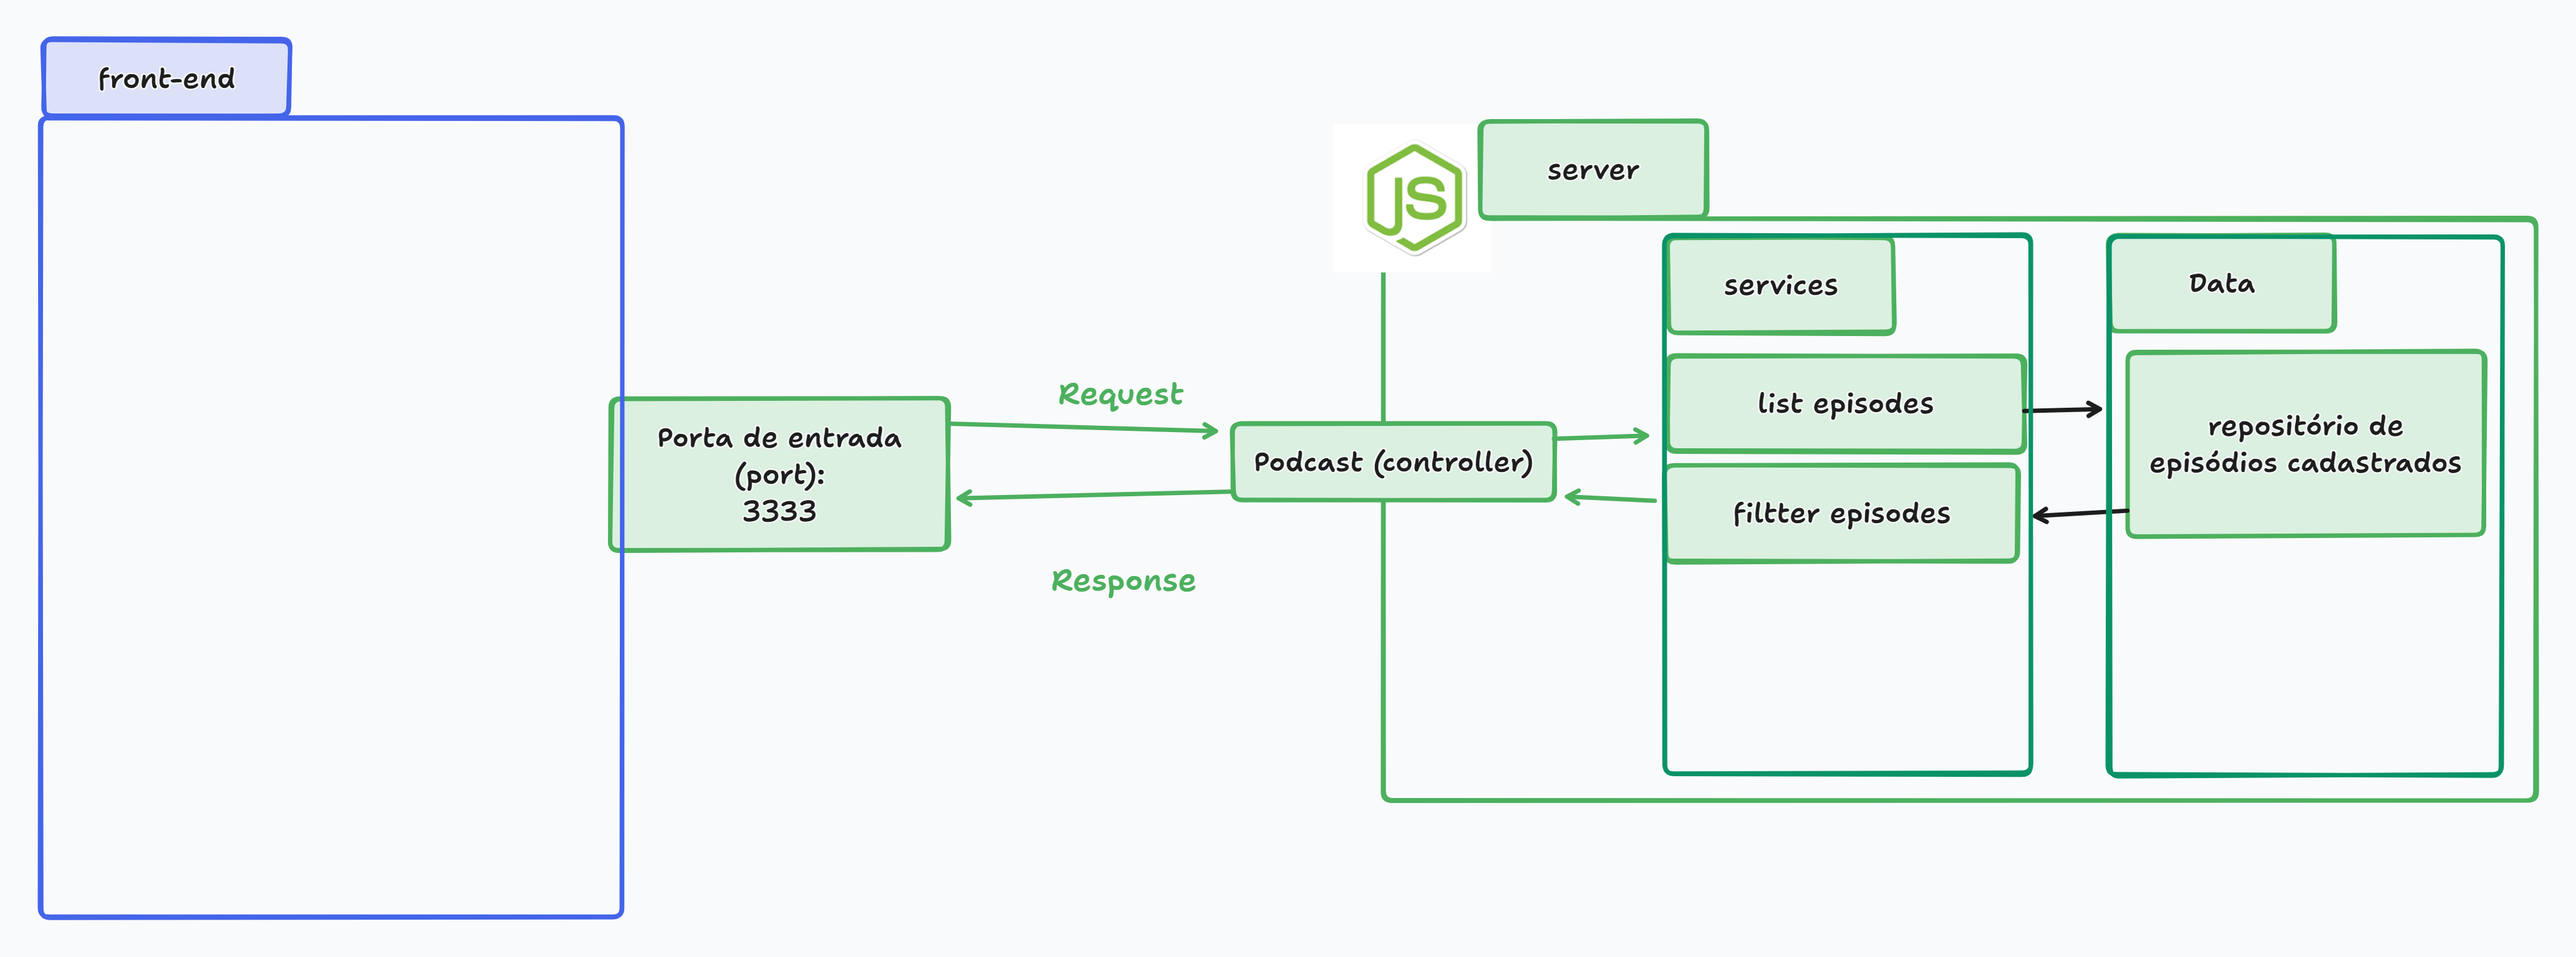 front-end
JS
server
services
Data
Request
list episodes
Porta de entrada
(port):
3333
Podcast (controller)
repositório de
episódios cadastrados
filtter episodes
Response